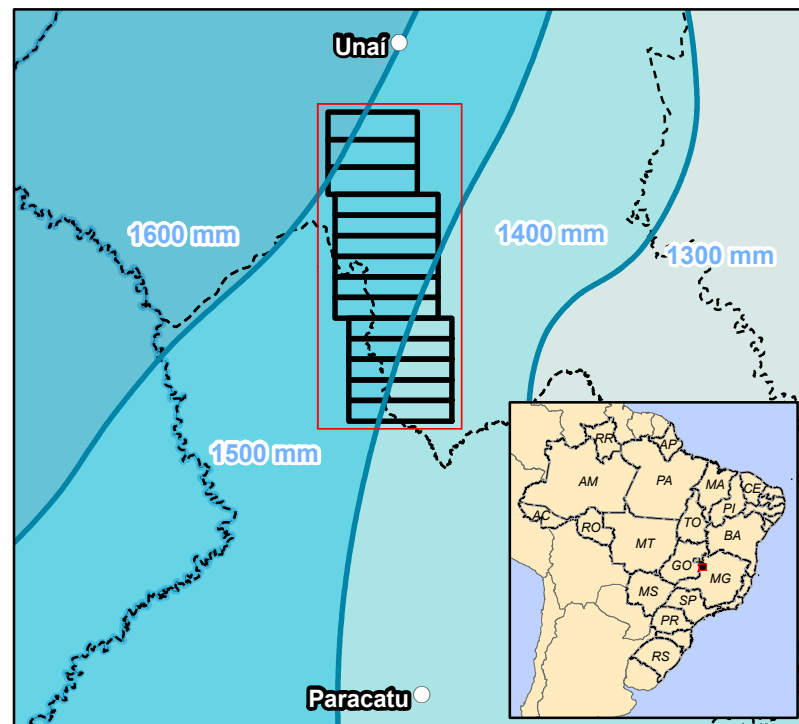 Unaí
1600 mm
1400 mm
1300 mm
1500 mm
Paracatu
RR
AP
AM
PA
MA
CE
PI
AC
TO
RO
BA
MT
GO
MG
MS
SP
PR
RS